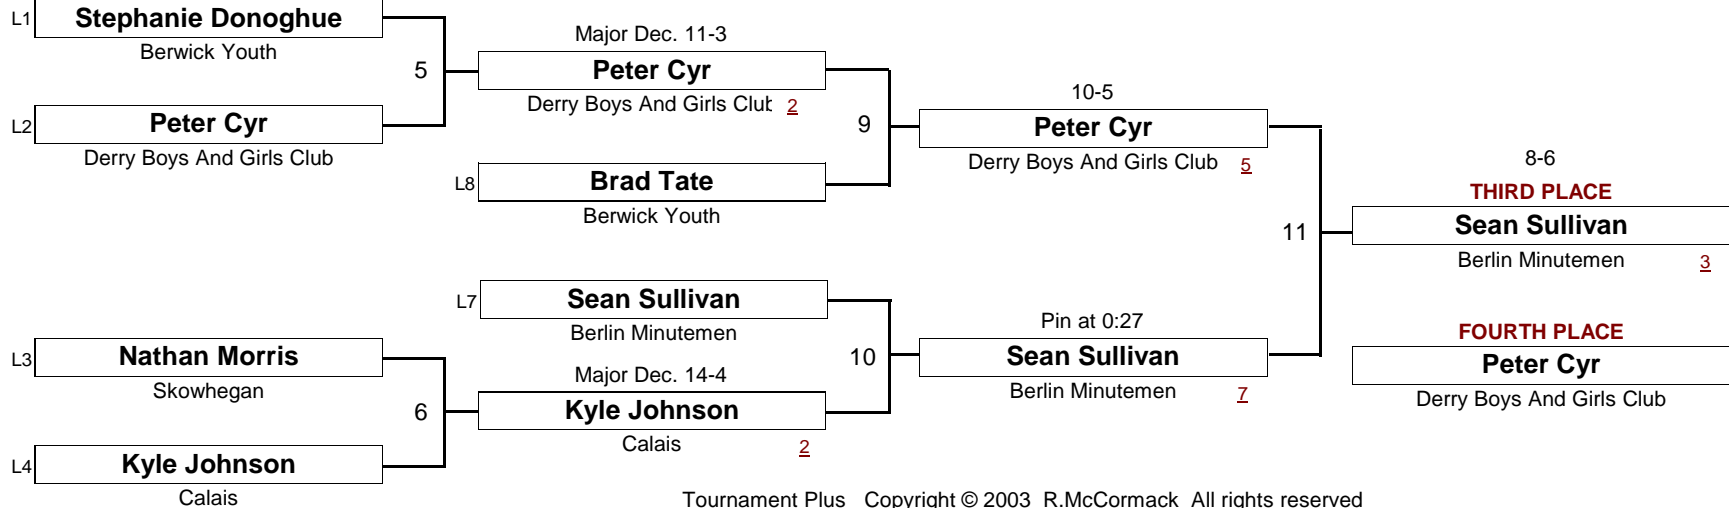 L1 Stephanie Donoghue
Berwick Youth
5
L2 Peter Cyr
Derry Boys And Girls Club
Major Dec. 11-3
Peter Cyr
Derry Boys And Girls Club 2
9
L8 Brad Tate
Berwick Youth
10-5
Peter Cyr
Derry Boys And Girls Club 5
L3 Nathan Morris
Skowhegan
6
L4 Kyle Johnson
Calais
L7 Sean Sullivan
Berlin Minutemen
10
Major Dec. 14-4
Kyle Johnson
Calais 2
Pin at 0:27
Sean Sullivan
Berlin Minutemen 7
11
8-6
THIRD PLACE
Sean Sullivan
Berlin Minutemen 3
FOURTH PLACE
Peter Cyr
Derry Boys And Girls Club
Tournament Plus Copyright © 2003 R.McCormack All rights reserved